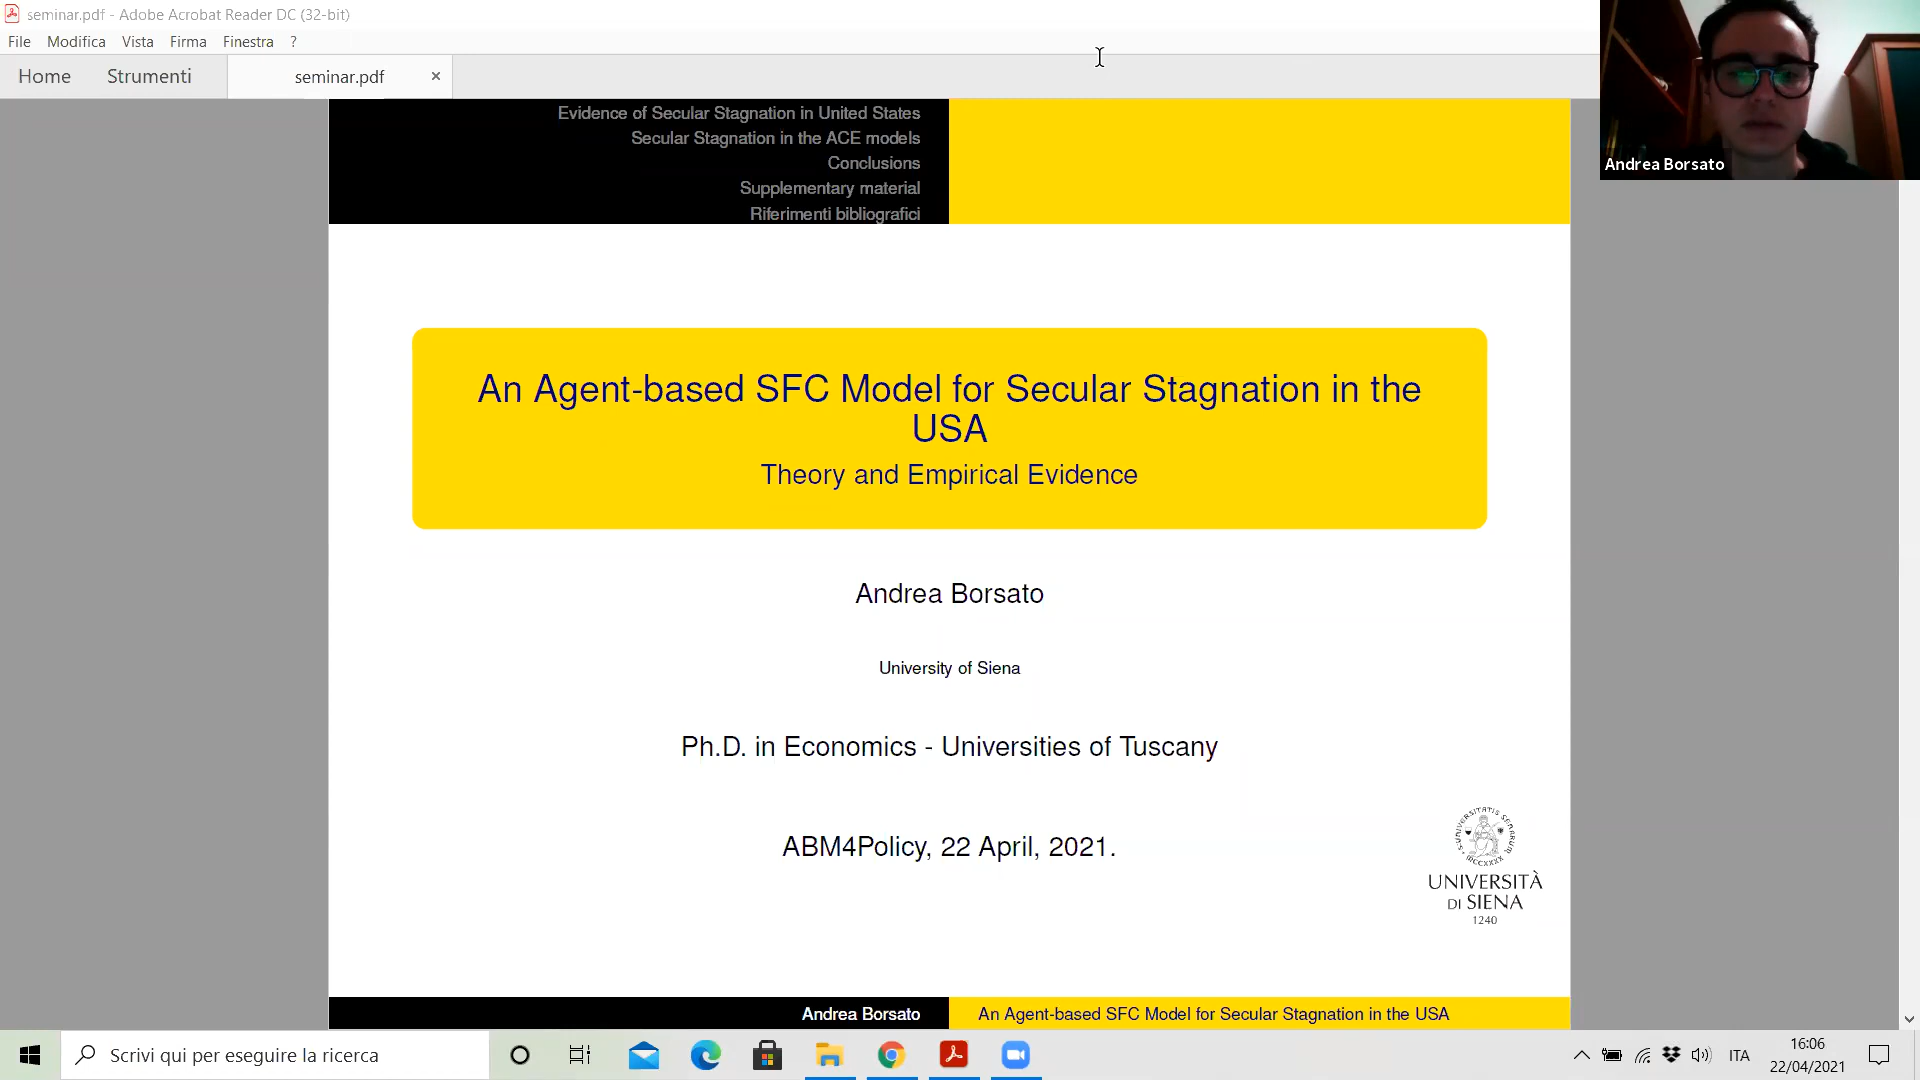 seminar.pdf - Adobe Acrobat Reader DC (32-bit)
File Modifica Vista Firma Finestra ?
Home Strumenti seminar.pdf ×
Evidence of Secular Stagnation in United States
Secular Stagnation in the ACE models
Conclusions
Supplementary material
Riferimenti bibliografici
Andrea Borsato
An Agent-based SFC Model for Secular Stagnation in the
USA
Theory and Empirical Evidence
Andrea Borsato
University of Siena
Ph.D. in Economics - Universities of Tuscany
ABM4Policy, 22 April, 2021.
UNIVERSITÀ
DI SIENA
1240
Andrea Borsato An Agent-based SFC Model for Secular Stagnation in the USA
Scrivi qui per eseguire la ricerca
ITA
16:06
22/04/2021